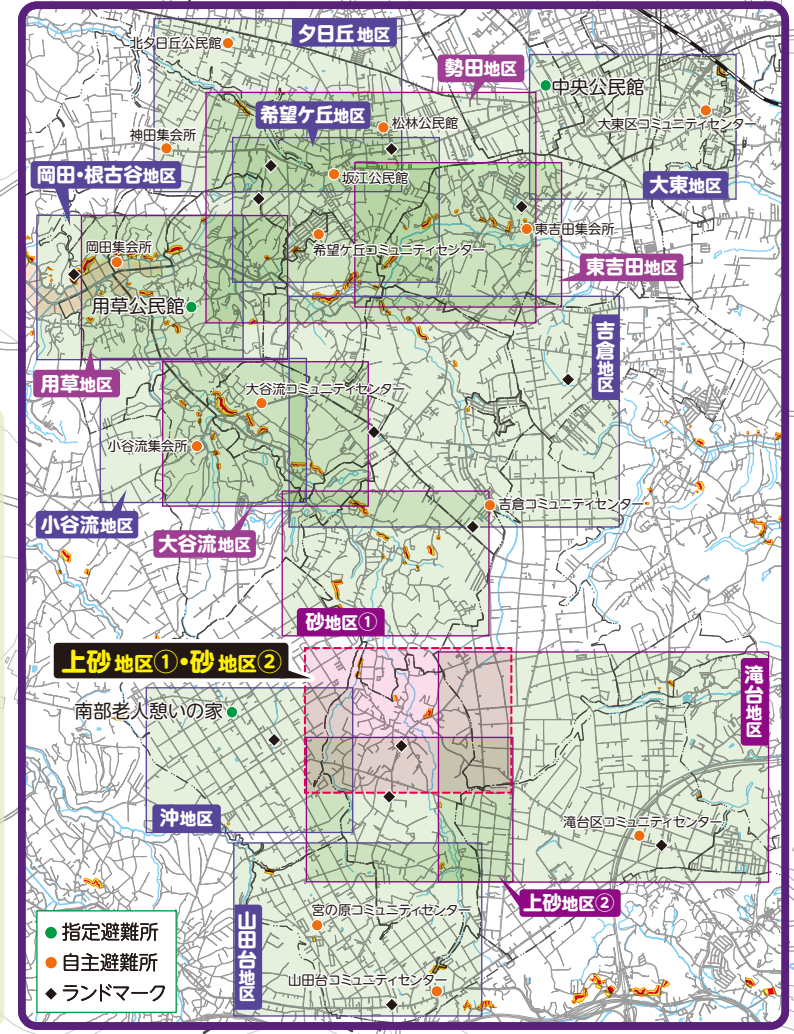 夕日丘地区
北夕日丘公民館
勢田地区
中央公民館
希望ケ丘地区
松林公民館
大東区コミュニティセンター
神田集会所
岡田・根古谷地区
坂江公民館
大東地区
岡田集会所
希望ケ丘コミュニティセンター
東吉田集会所
東吉田地区
用草公民館
吉倉地区
用草地区
大谷流コミュニティセンター
小谷流集会所
吉倉コミュニティセンター
小谷流地区
大谷流地区
砂地区①
上砂地区①・砂地区②
滝台地区
南部老人憩いの家
沖地区
滝台区コミュニティセンター
上砂地区②
宮の原コミュニティセンター
山田台地区
山田台コミュニティセンター
指定避難所
自主避難所
ランドマーク